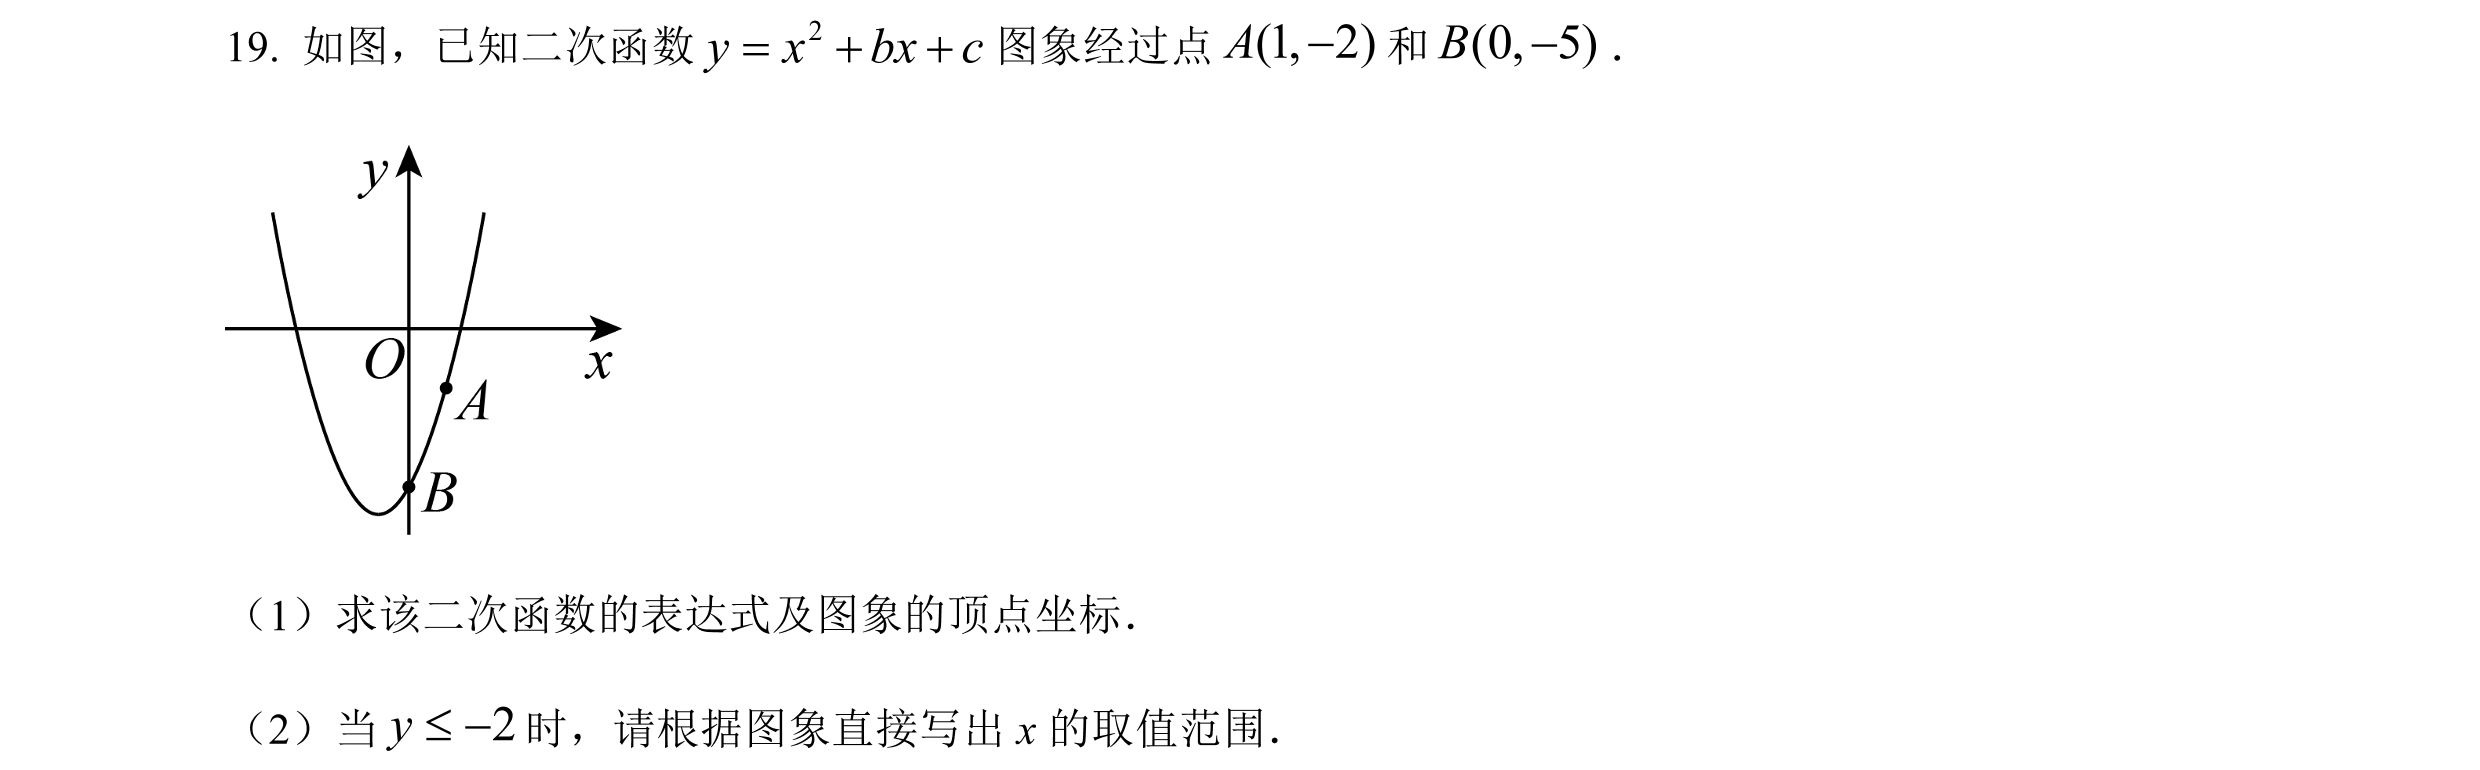 19. 如图，已知二次函数 y = x² + bx + c 图象经过点 A(1,−2) 和 B(0,−5) .
y
O
x
A
B
（1）求该二次函数的表达式及图象的顶点坐标.
（2）当 y ≤ −2 时，请根据图象直接写出 x 的取值范围.